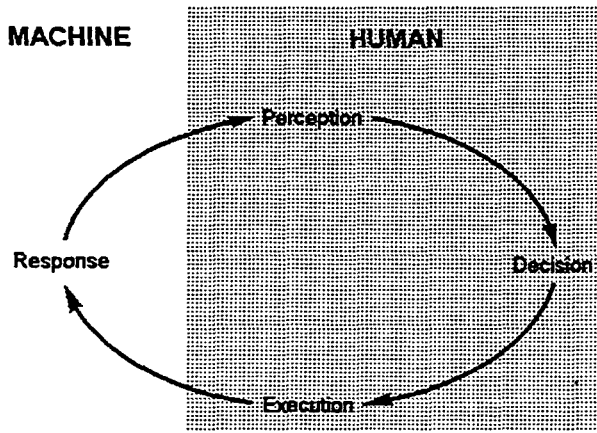 MACHINE
HUMAN
Perception
Response
Decision
Execution